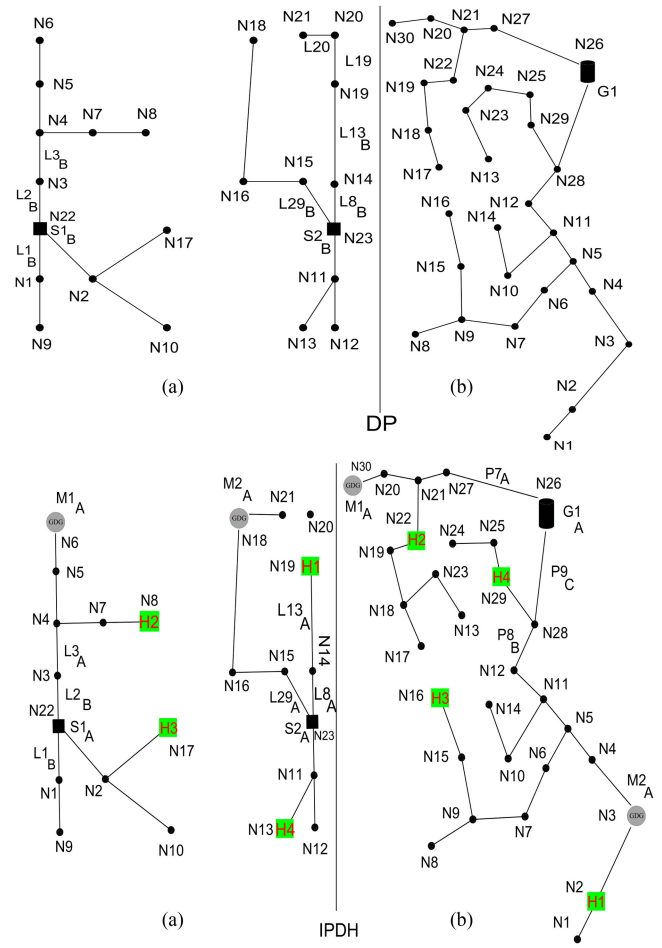 N6
N5
N4
N7
N8
L3
B
N3
L2
B
N22
S1
B
L1
B
N17
N1
N2
N9
N10
(a)
N18
N21
N20
L20
L19
N19
L13
B
N15
N16
N14
L29
B
L8
B
S2
B
N23
N11
N13
N12
N30
N20
N21
N27
N26
G1
N22
N19
N24
N25
N23
N29
N18
N17
N13
N28
N16
N14
N12
N11
N5
N15
N10
N4
N6
N8
N9
N7
N3
N2
N1
(b)
DP
M1
A
GDG
N6
N5
N4
N7
N8
H2
L3
A
N3
L2
B
N22
S1
A
H3
N17
L1
B
N1
N2
N9
N10
(a)
M2
A
GDG
N21
N18
N20
N19
H1
L13
A
N14
N15
N16
L29
A
L8
A
S2
A
N23
N11
N13
H4
N12
N30
GDG
M1
A
N20
N21
N27
P7
A
N26
G1
A
N22
H2
N19
N24
N25
H4
N29
P9
C
N23
N18
N13
N17
P8
B
N28
N12
N16
H3
N14
N11
N5
N15
N10
N6
N4
M2
A
N3
GDG
N9
N7
N8
N2
H1
N1
(b)
IPDH